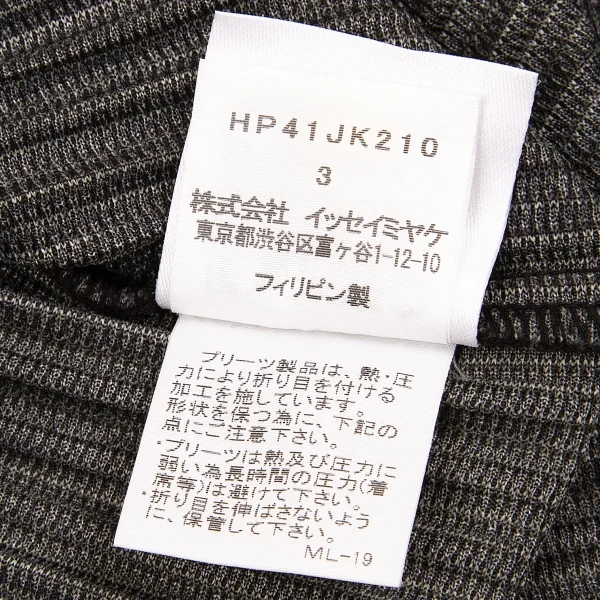 HP41JK210
3
株式会社 イッセイミヤケ
東京都渋谷区富ヶ谷1-12-10
フィリピン製
プリーツ製品は、熱・圧
力により折り目を付ける
加工を施しています。
形状を保つ為に、下記の
点にご注意下さい。
・プリーツは熱及び圧力に
弱い為長時間の圧力(着
席等)は避けて下さい。
・折り目を伸ばさないよう
に、保管して下さい。
ML-19